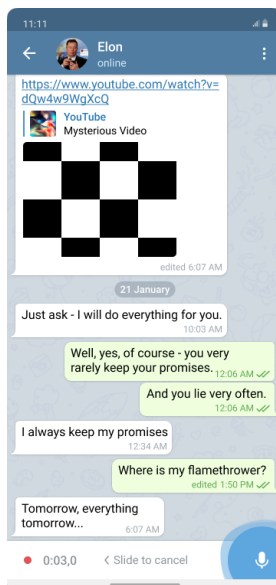 11:11
Elon
online
https://www.youtube.com/watch?v=
dQw4w9WgXcQ
YouTube
Mysterious Video
edited 6:07 AM
21 January
Just ask - I will do everything for you.
10:03 AM
Well, yes, of course - you very
rarely keep your promises. 12:06 AM
And you lie very often.
12:06 AM
I always keep my promises
12:34 AM
Where is my flamethrower?
edited 1:50 PM
Tomorrow, everything
tomorrow... 6:07 AM
0:03,0 Slide to cancel